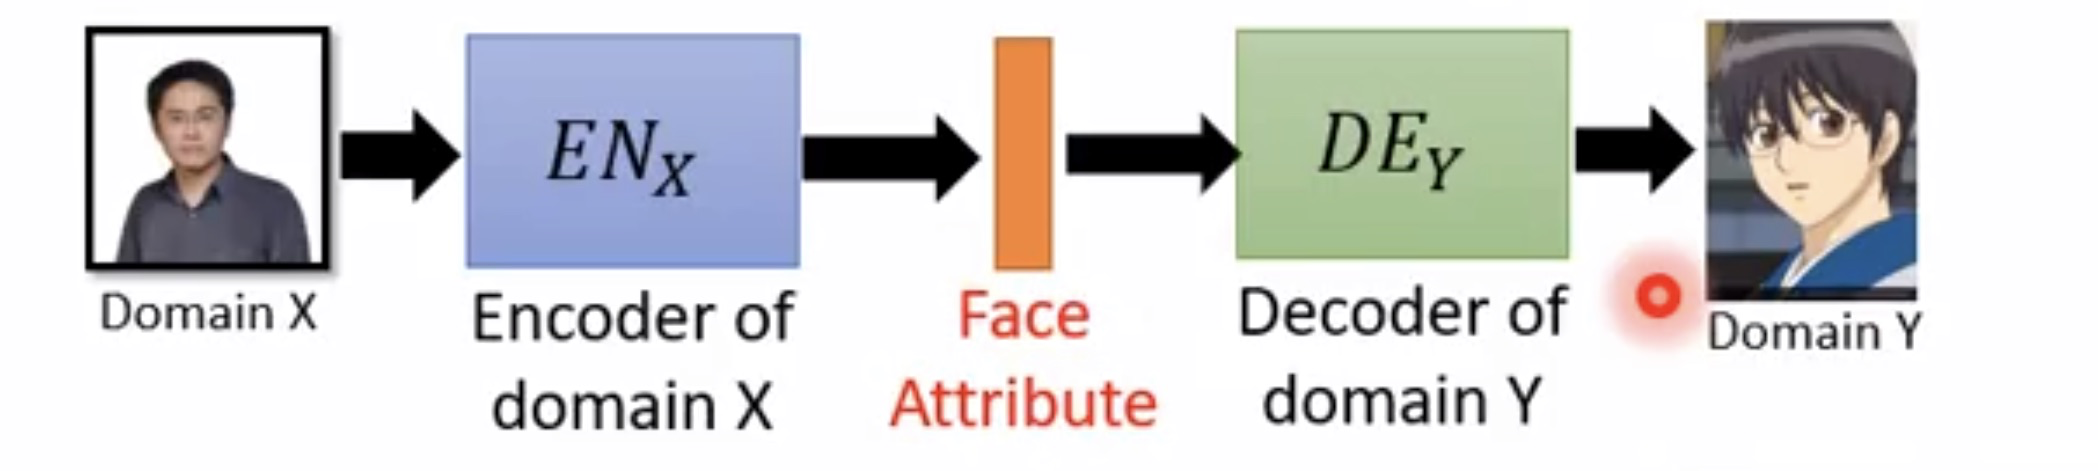 EN_X
DE_Y
Domain X
Encoder of
domain X
Face
Attribute
Decoder of
domain Y
Domain Y